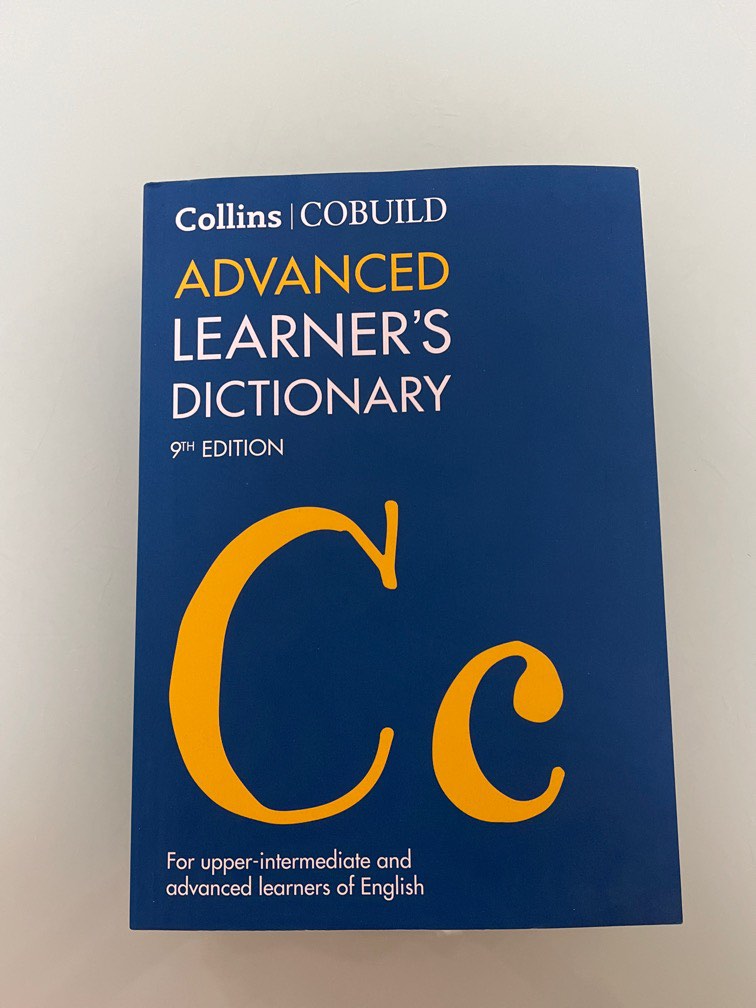 Collins | COBUILD
ADVANCED
LEARNER'S
DICTIONARY
9TH EDITION
Cc
For upper-intermediate and
advanced learners of English